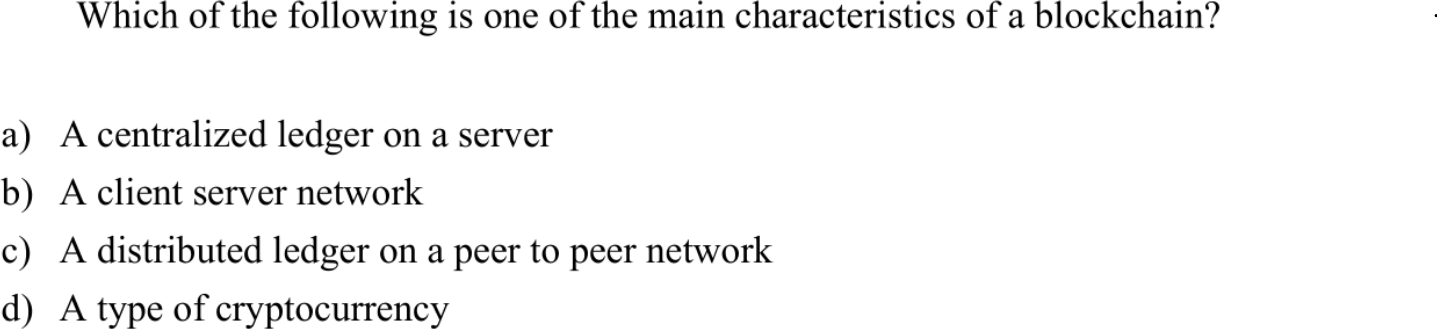 Which of the following is one of the main characteristics of a blockchain?
a) A centralized ledger on a server
b) A client server network
c) A distributed ledger on a peer to peer network
d) A type of cryptocurrency